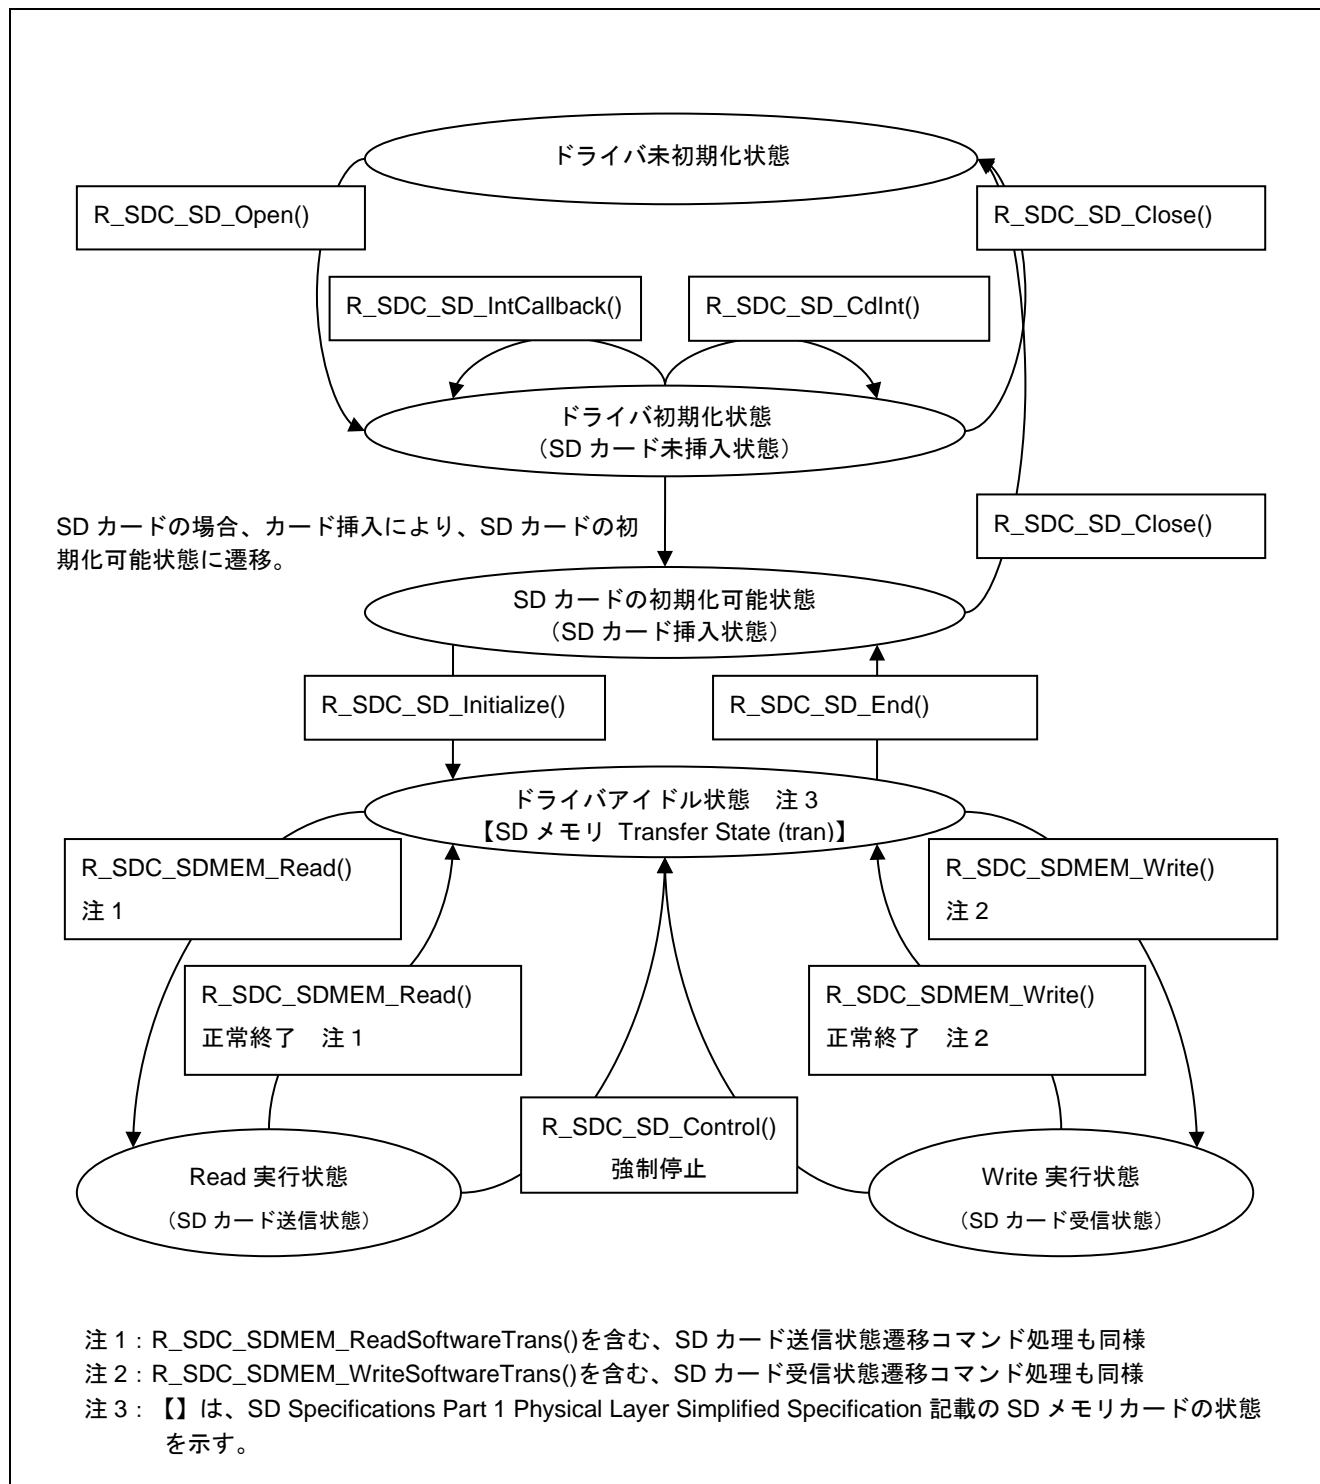 ドライバ未初期化状態
R_SDC_SD_Open()
R_SDC_SD_Close()
R_SDC_SD_IntCallback()
R_SDC_SD_CdInt()
ドライバ初期化状態
（SD カード未挿入状態）
SD カードの場合、カード挿入により、SD カードの初
期化可能状態に遷移。
R_SDC_SD_Close()
SD カードの初期化可能状態
（SD カード挿入状態）
R_SDC_SD_Initialize()
R_SDC_SD_End()
ドライバアイドル状態　注 3
【SD メモリ Transfer State (tran)】
R_SDC_SDMEM_Read()
注 1
R_SDC_SDMEM_Write()
注 2
R_SDC_SDMEM_Read()
正常終了　注 1
R_SDC_SDMEM_Write()
正常終了　注２
R_SDC_SD_Control()
強制停止
Read 実行状態
（SD カード送信状態）
Write 実行状態
（SD カード受信状態）
注 1：R_SDC_SDMEM_ReadSoftwareTrans()を含む、SD カード送信状態遷移コマンド処理も同様
注 2：R_SDC_SDMEM_WriteSoftwareTrans()を含む、SD カード受信状態遷移コマンド処理も同様
注 3：【】は、SD Specifications Part 1 Physical Layer Simplified Specification 記載の SD メモリカードの状態
を示す。